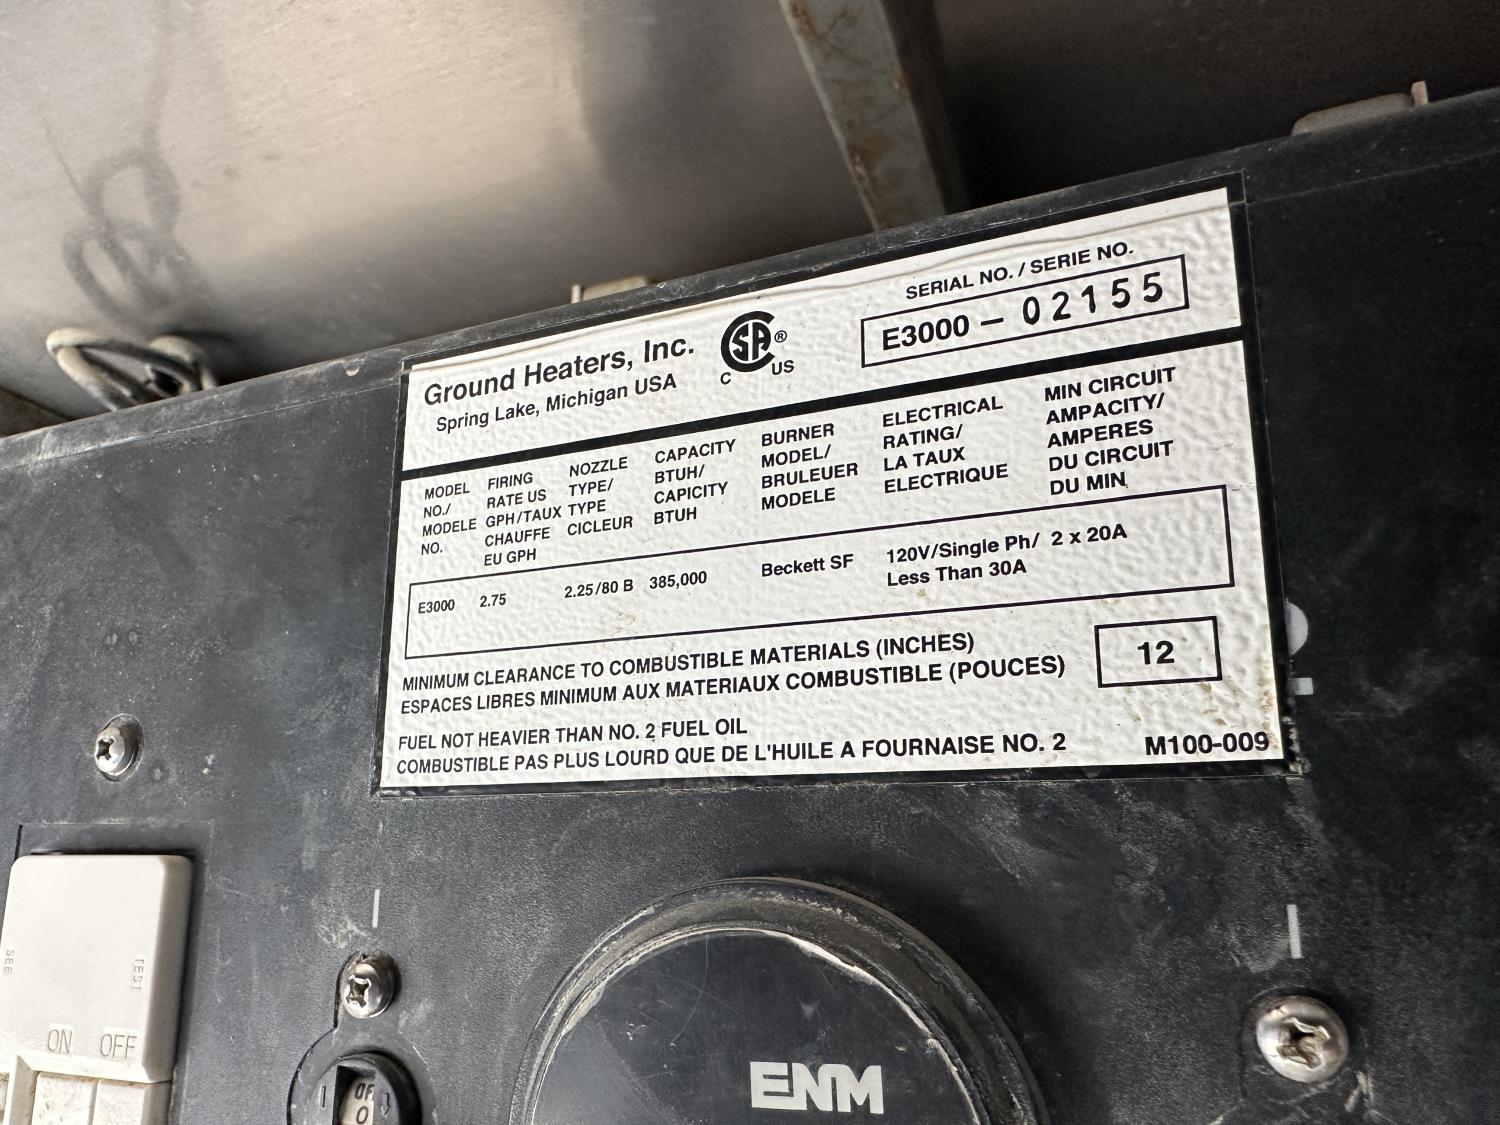 SERIAL NO. / SERIE NO.
E3000 – 02155
Ground Heaters, Inc.
Spring Lake, Michigan USA
CSA®
C US
MODEL NO./ MODELE NO.
FIRING RATE US GPH/TAUX CHAUFFE EU GPH
NOZZLE TYPE/ TYPE CICLEUR
CAPACITY BTUH/ CAPICITY BTUH
BURNER MODEL/ BRULEUER MODELE
ELECTRICAL RATING/ LA TAUX ELECTRIQUE
MIN CIRCUIT AMPACITY/ AMPERES DU CIRCUIT DU MIN
E3000 2.75 2.25/80 B 385,000 Beckett SF 120V/Single Ph/ 2 x 20A
Less Than 30A
MINIMUM CLEARANCE TO COMBUSTIBLE MATERIALS (INCHES)
ESPACES LIBRES MINIMUM AUX MATERIAUX COMBUSTIBLE (POUCES)
12
FUEL NOT HEAVIER THAN NO. 2 FUEL OIL
COMBUSTIBLE PAS PLUS LOURD QUE DE L'HUILE A FOURNAISE NO. 2
M100-009
SEE
TEST
ON OFF
OF
0
ENM